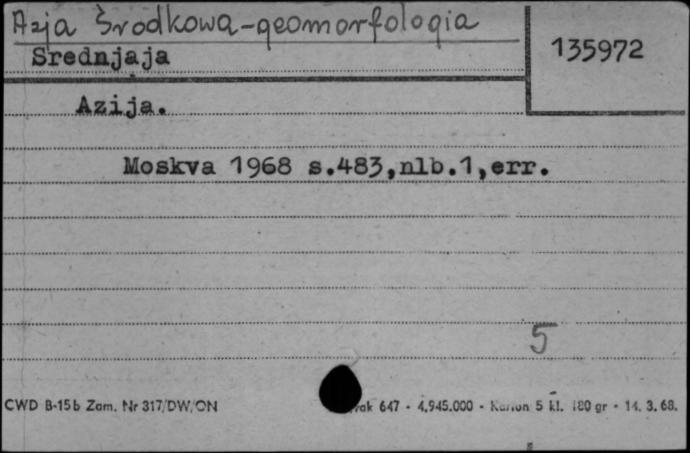 Azja Środkowa-geomorfologia
Srednjaja
135972
Azija.
Moskva 1968 s.483,nlb.1,err.
5
CWD B-15b Zam. Nr 317/DW/ON
647 - 4.945.000 - Karton 5 kl. 180 gr - 14. 3. 68.